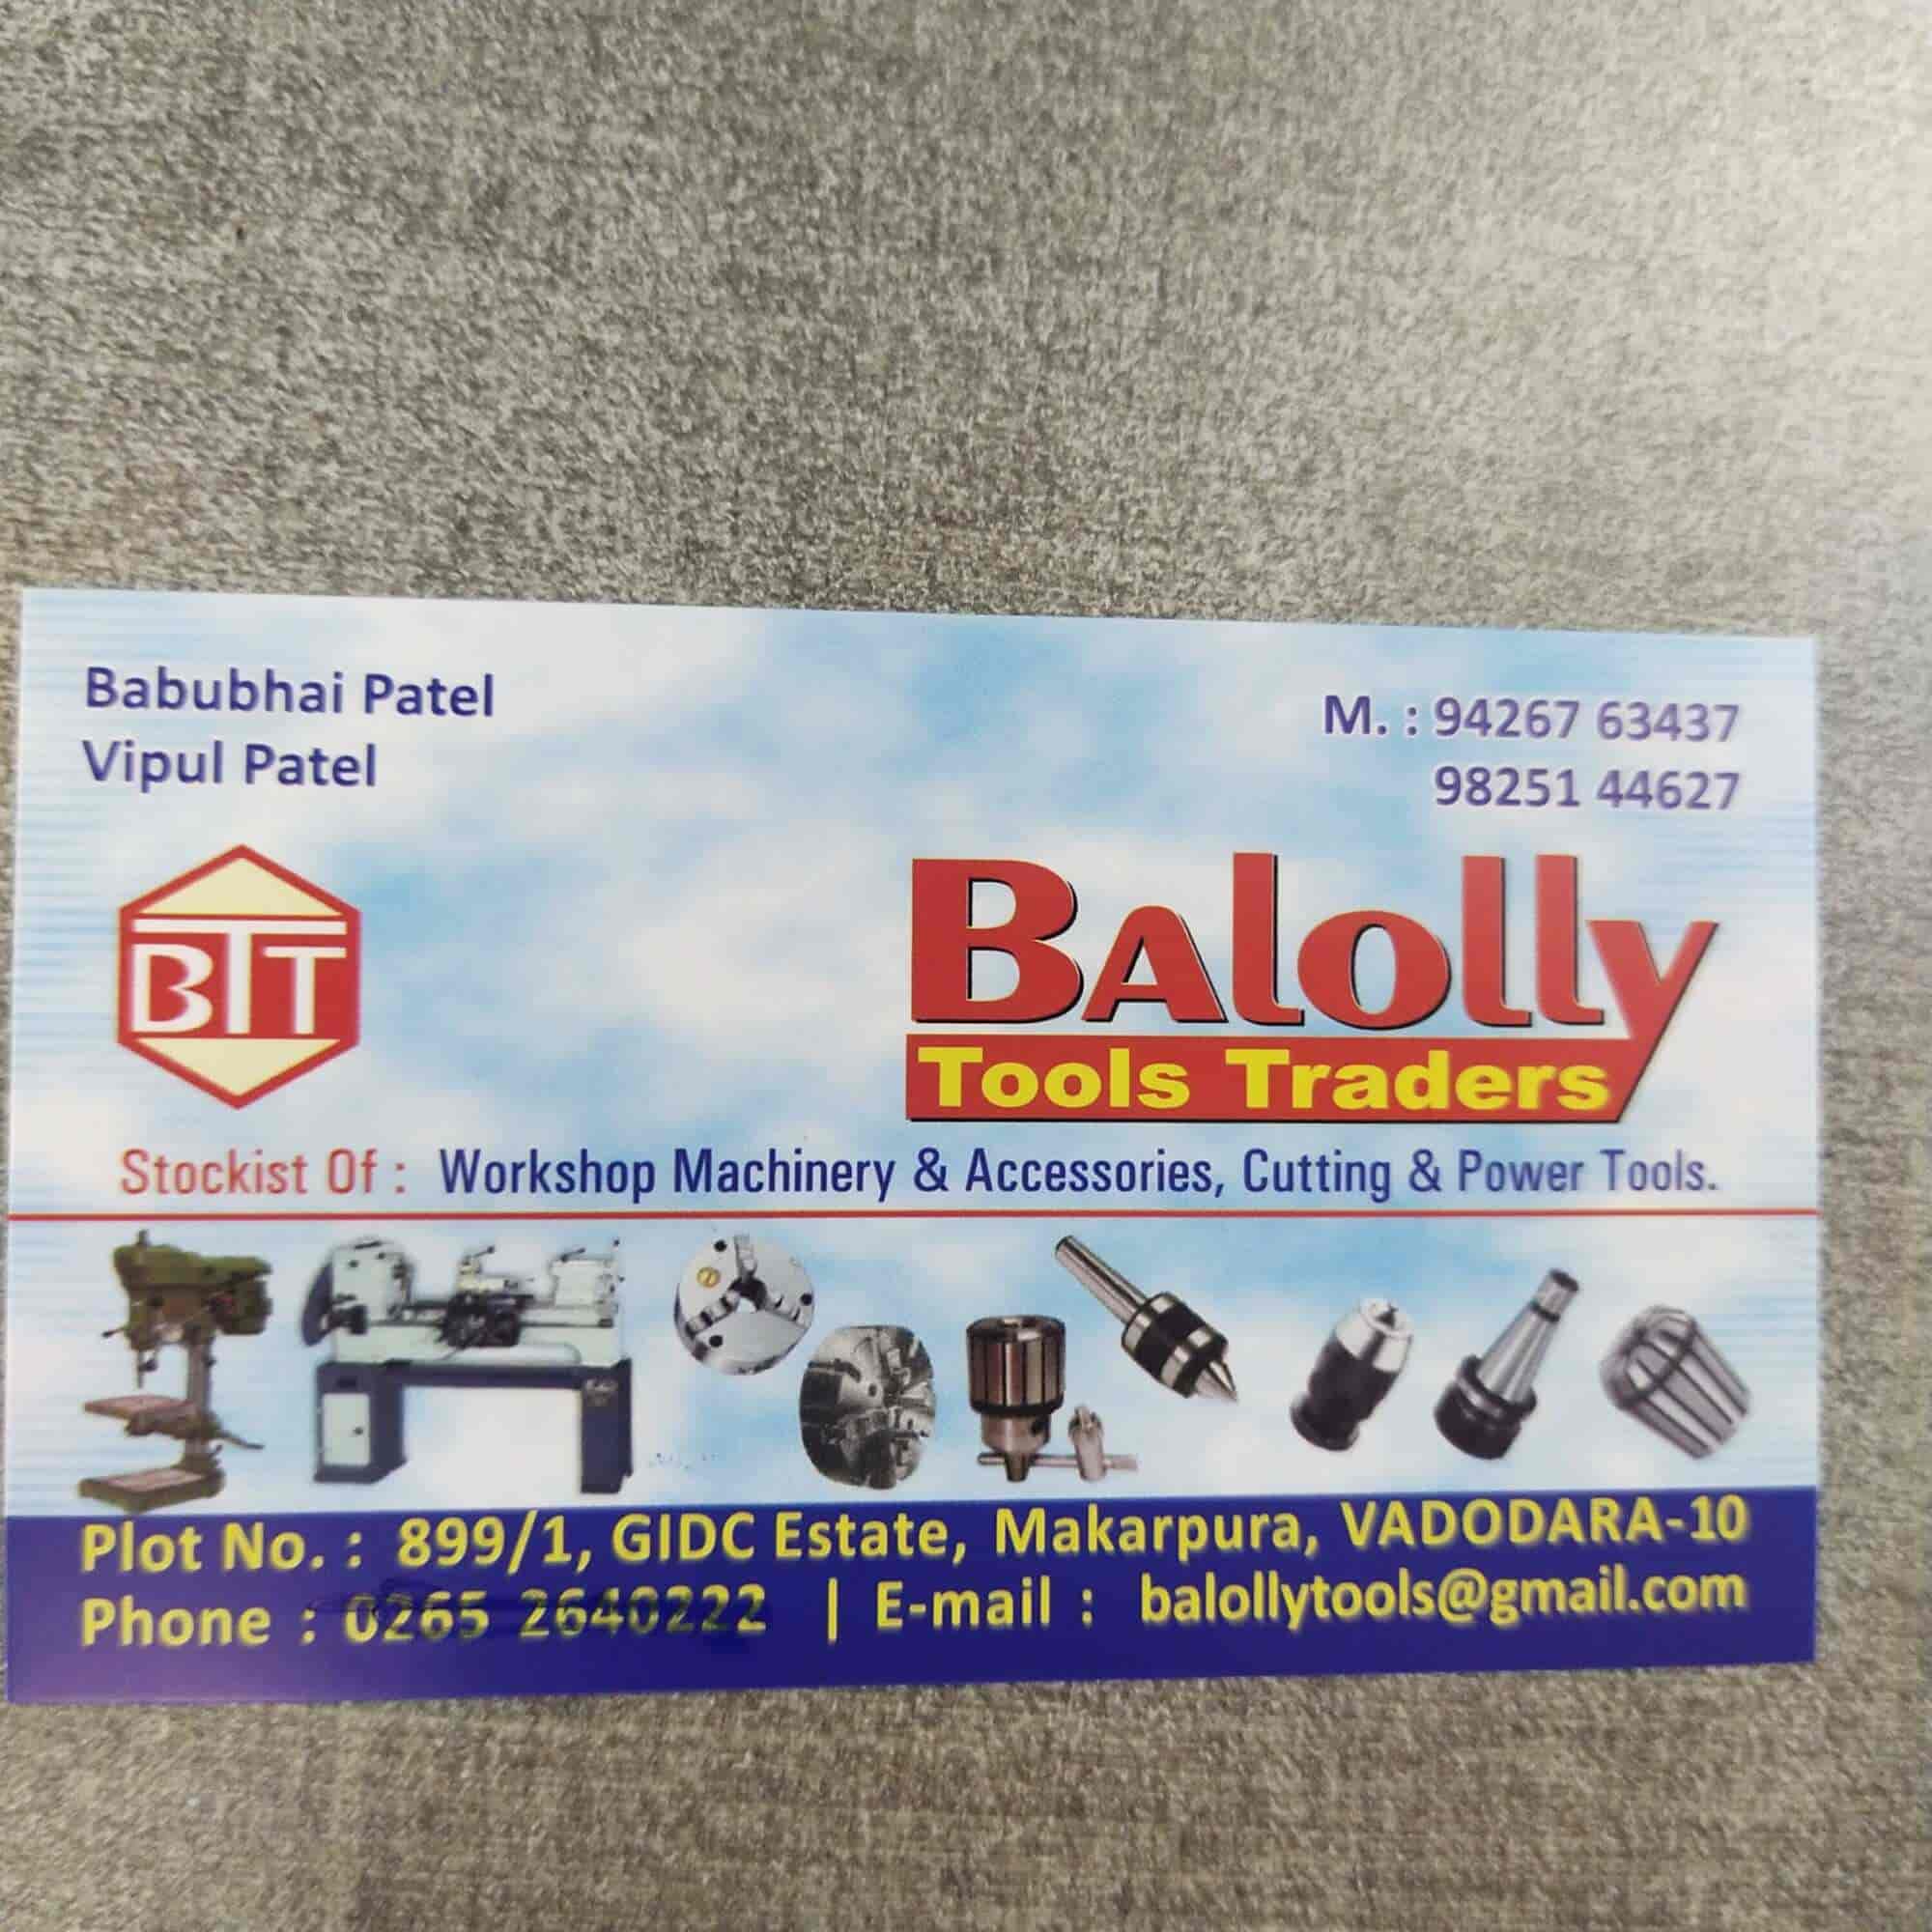 Babubhai Patel
Vipul Patel
M. : 94267 63437
98251 44627
BTT
Balolly
Tools Traders
Stockist Of : Workshop Machinery & Accessories, Cutting & Power Tools.
Plot No. : 899/1, GIDC Estate, Makarpura, VADODARA-10
Phone : 0265 2640222 | E-mail : balollytools@gmail.com